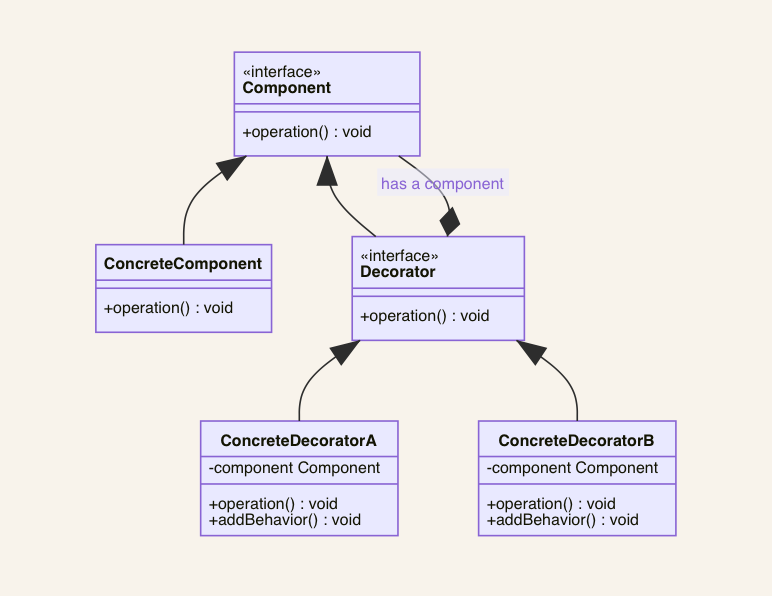 «interface»
Component
+operation() : void
has a component
ConcreteComponent
+operation() : void
«interface»
Decorator
+operation() : void
ConcreteDecoratorA
-component Component
+operation() : void
+addBehavior() : void
ConcreteDecoratorB
-component Component
+operation() : void
+addBehavior() : void